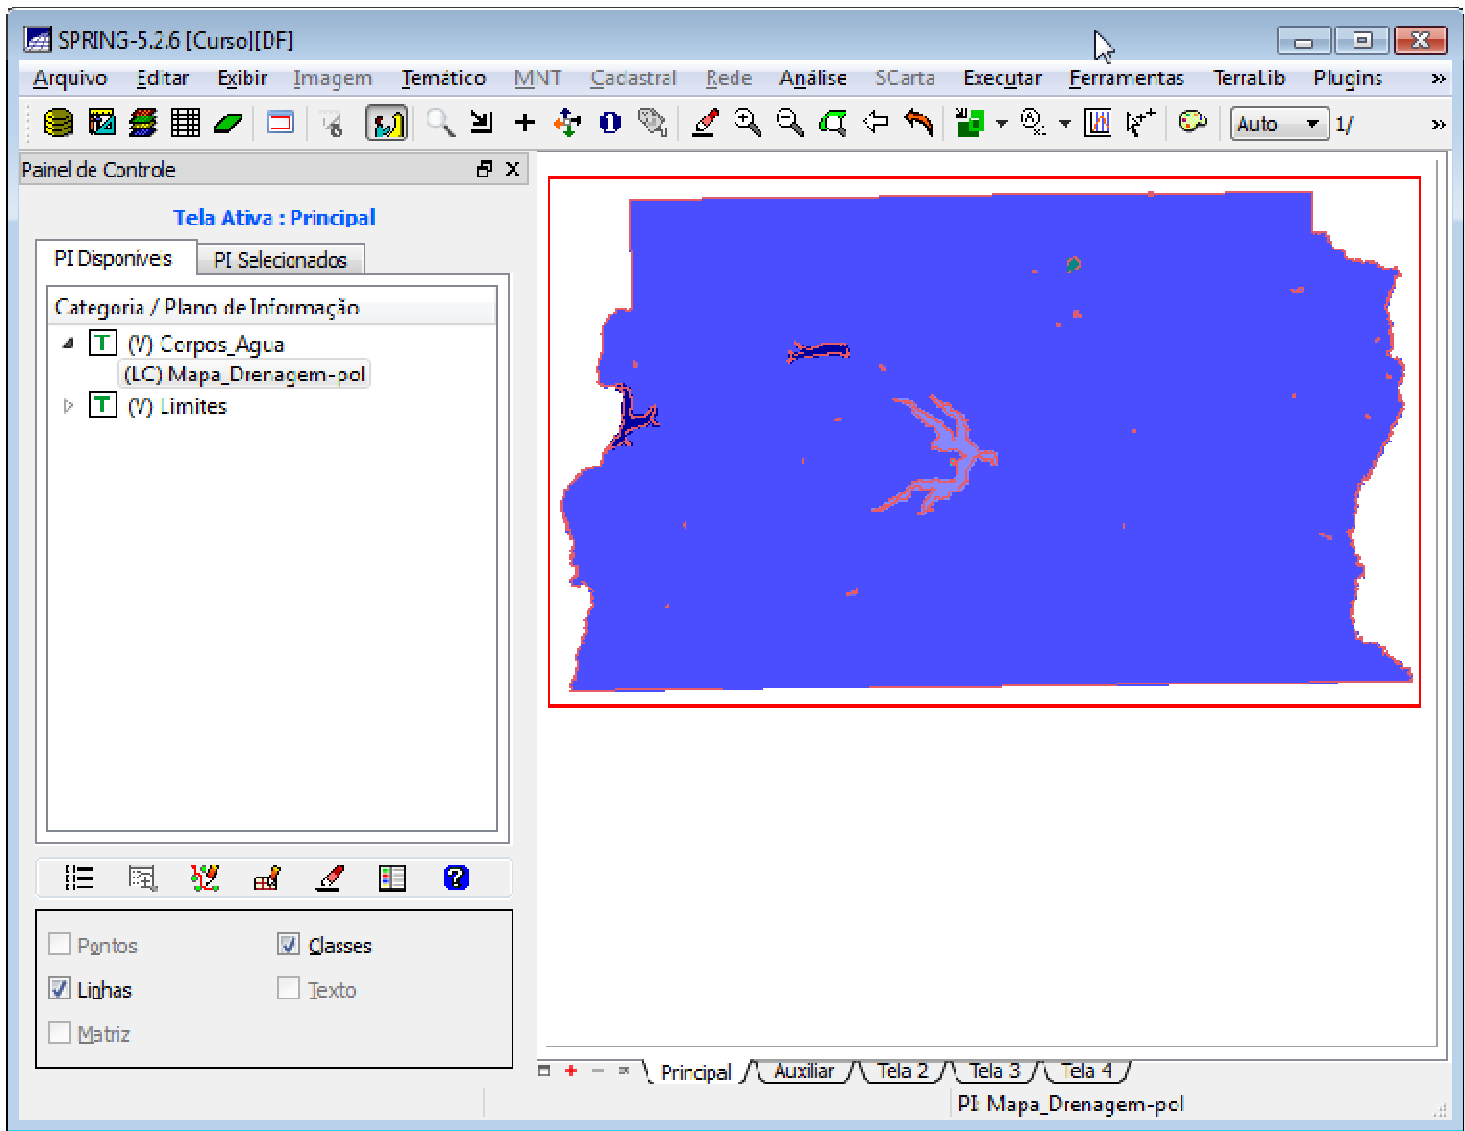 SPRING-5.2.6 [Curso][DF]
Arquivo Editar Exibir Imagem Temático MNT Cadastral Rede Análise SCarta Executar Ferramentas TerraLib Plugins »
Auto 1/ »
Painel de Controle
Tela Ativa : Principal
PI Disponíveis PI Selecionados
Categoria / Plano de Informação
T (V) Corpos_Agua
(LC) Mapa_Drenagem-pol
T (V) Limites
Pontos Classes
Linhas Texto
Matriz
Principal Auxiliar Tela 2 Tela 3 Tela 4
PI: Mapa_Drenagem-pol